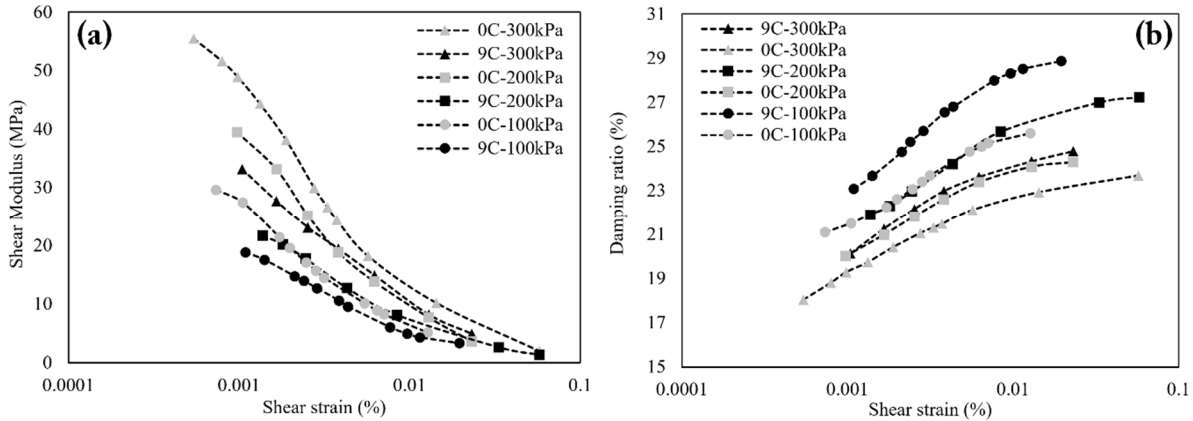 (a)
60
50
40
30
20
10
0
Shear Modulus (MPa)
0C-300kPa
9C-300kPa
0C-200kPa
9C-200kPa
0C-100kPa
9C-100kPa
0.0001
0.001
0.01
0.1
Shear strain (%)
(b)
31
29
27
25
23
21
19
17
15
Damping ratio (%)
9C-300kPa
0C-300kPa
9C-200kPa
0C-200kPa
9C-100kPa
0C-100kPa
0.0001
0.001
0.01
0.1
Shear strain (%)